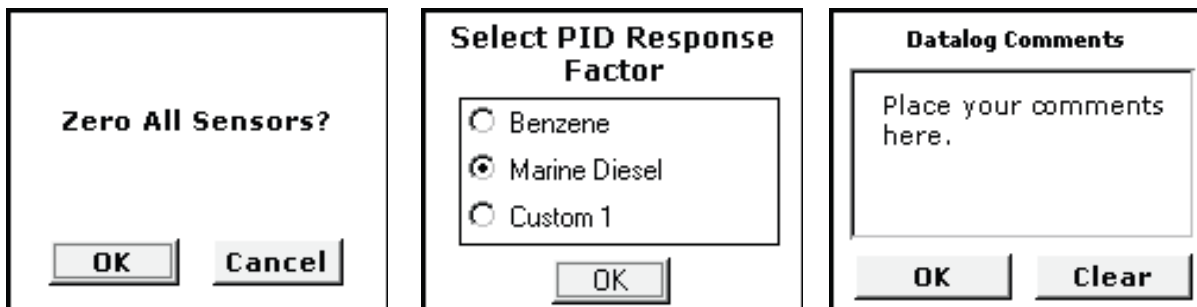 Zero All Sensors?
OK
Cancel
Select PID Response
Factor
Benzene
Marine Diesel
Custom 1
OK
Datalog Comments
Place your comments
here.
OK
Clear